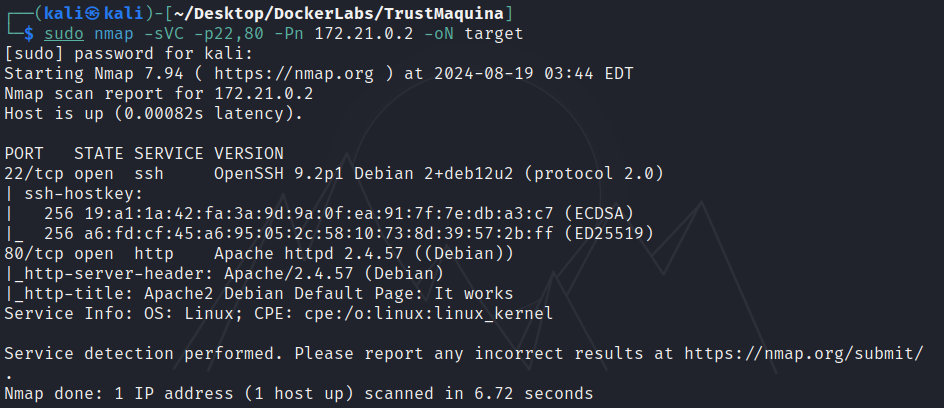 ┌──(kali㉿kali)-[~/Desktop/DockerLabs/TrustMaquina]
└─$ sudo nmap -sVC -p22,80 -Pn 172.21.0.2 -oN target
[sudo] password for kali:
Starting Nmap 7.94 ( https://nmap.org ) at 2024-08-19 03:44 EDT
Nmap scan report for 172.21.0.2
Host is up (0.00082s latency).

PORT   STATE SERVICE VERSION
22/tcp open  ssh     OpenSSH 9.2p1 Debian 2+deb12u2 (protocol 2.0)
| ssh-hostkey:
|   256 19:a1:1a:42:fa:3a:9d:9a:0f:ea:91:7f:7e:db:a3:c7 (ECDSA)
|_  256 a6:fd:cf:45:a6:95:05:2c:58:10:73:8d:39:57:2b:ff (ED25519)
80/tcp open  http    Apache httpd 2.4.57 ((Debian))
|_http-server-header: Apache/2.4.57 (Debian)
|_http-title: Apache2 Debian Default Page: It works
Service Info: OS: Linux; CPE: cpe:/o:linux:linux_kernel

Service detection performed. Please report any incorrect results at https://nmap.org/submit/
.
Nmap done: 1 IP address (1 host up) scanned in 6.72 seconds